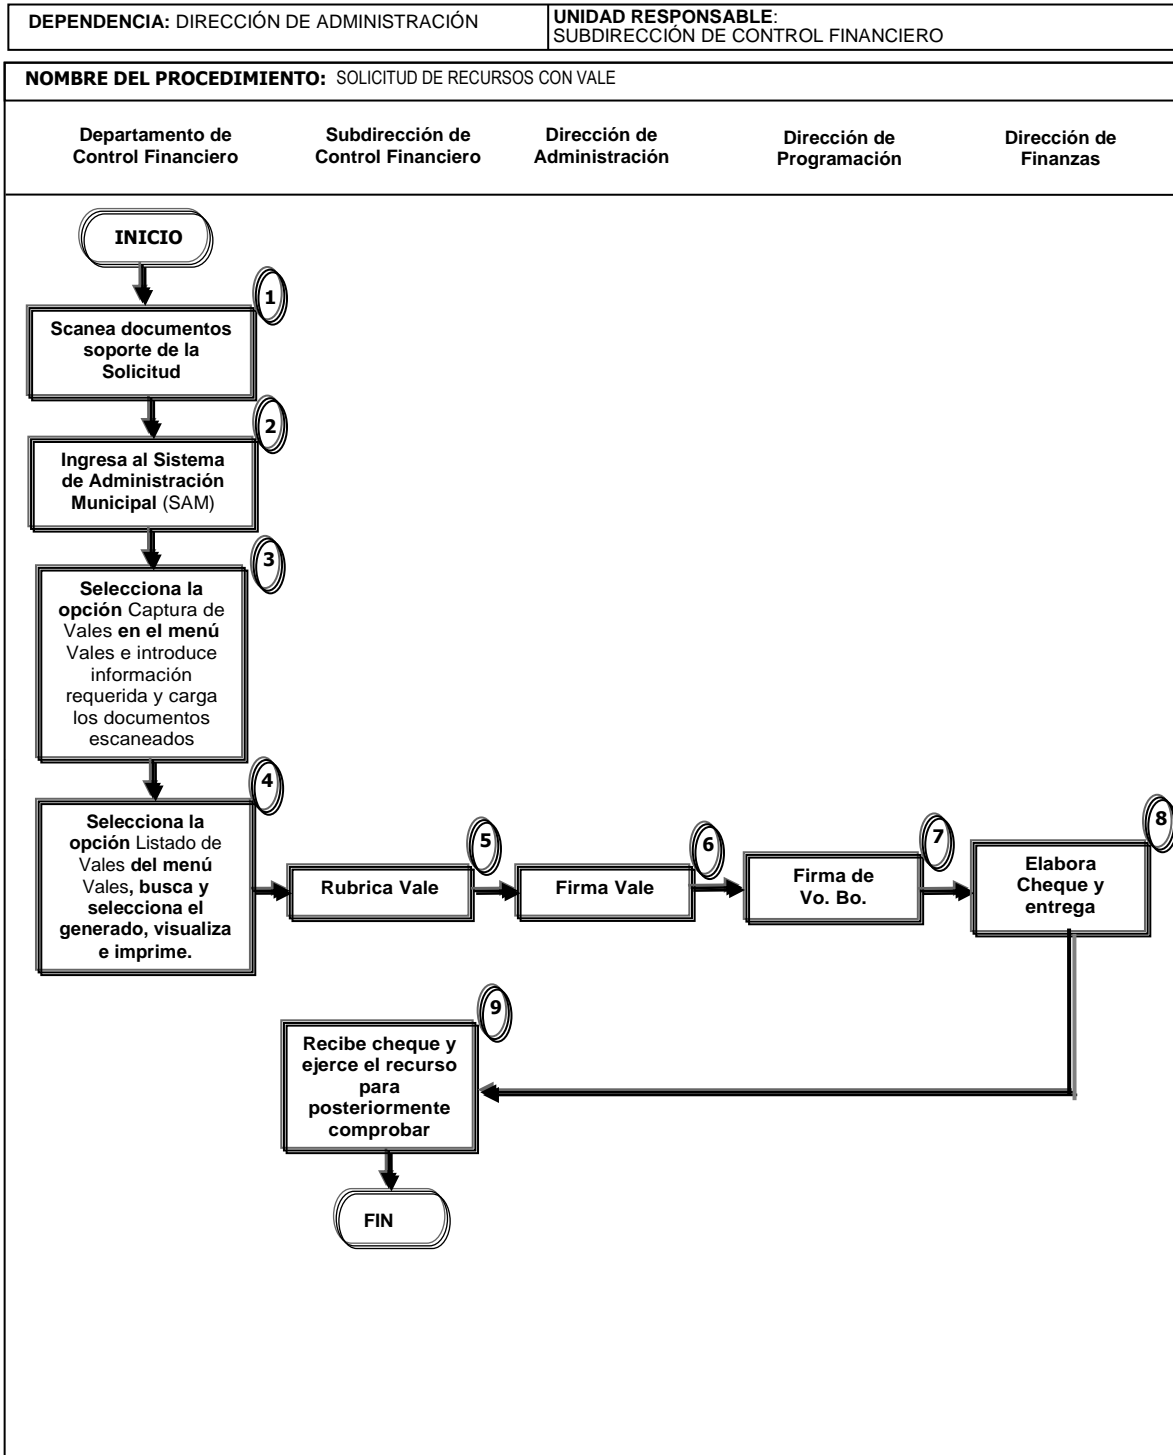 DEPENDENCIA: DIRECCIÓN DE ADMINISTRACIÓN
UNIDAD RESPONSABLE:
SUBDIRECCIÓN DE CONTROL FINANCIERO
NOMBRE DEL PROCEDIMIENTO: SOLICITUD DE RECURSOS CON VALE
Departamento de
Control Financiero
Subdirección de
Control Financiero
Dirección de
Administración
Dirección de
Programación
Dirección de
Finanzas
INICIO
1
Scanea documentos
soporte de la
Solicitud
2
Ingresa al Sistema
de Administración
Municipal (SAM)
3
Selecciona la
opción Captura de
Vales en el menú
Vales e introduce
información
requerida y carga
los documentos
escaneados
4
Selecciona la
opción Listado de
Vales del menú
Vales, busca y
selecciona el
generado, visualiza
e imprime.
5
Rubrica Vale
6
Firma Vale
7
Firma de
Vo. Bo.
8
Elabora
Cheque y
entrega
9
Recibe cheque y
ejerce el recurso
para
posteriormente
comprobar
FIN